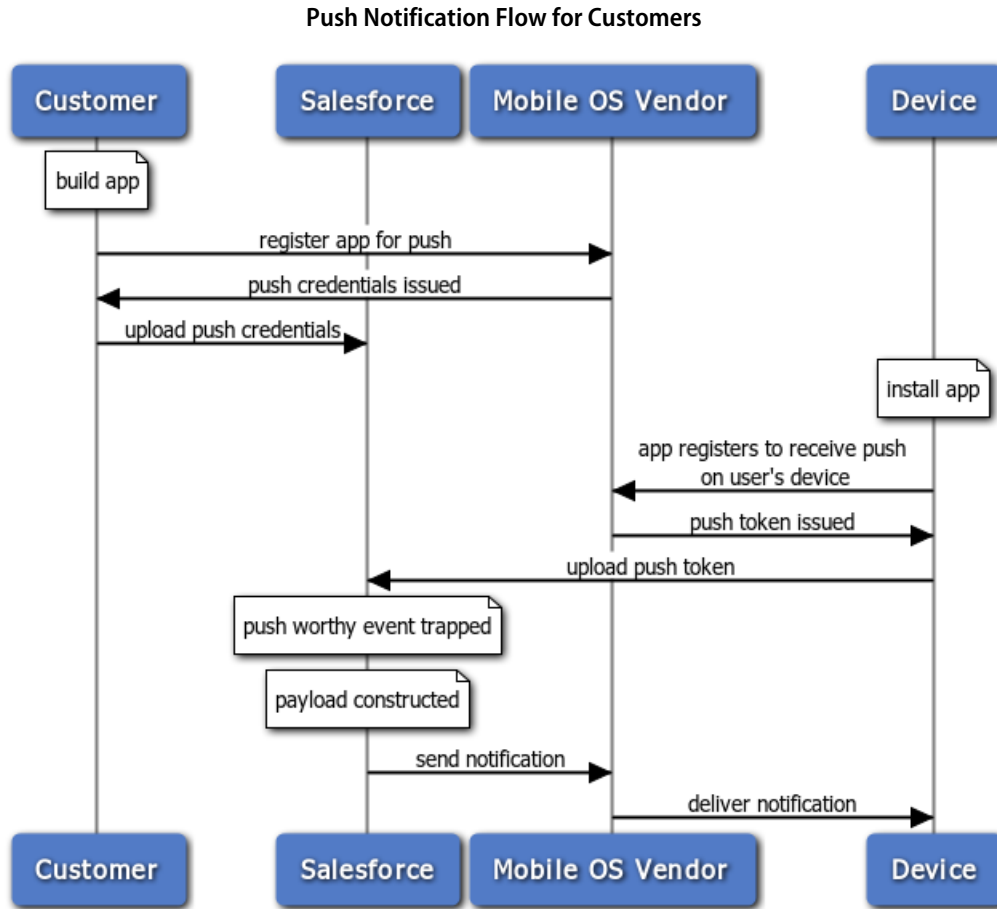 Push Notification Flow for Customers
Customer
Salesforce
Mobile OS Vendor
Device
build app
register app for push
push credentials issued
upload push credentials
install app
app registers to receive push
on user's device
push token issued
upload push token
push worthy event trapped
payload constructed
send notification
deliver notification
Customer
Salesforce
Mobile OS Vendor
Device